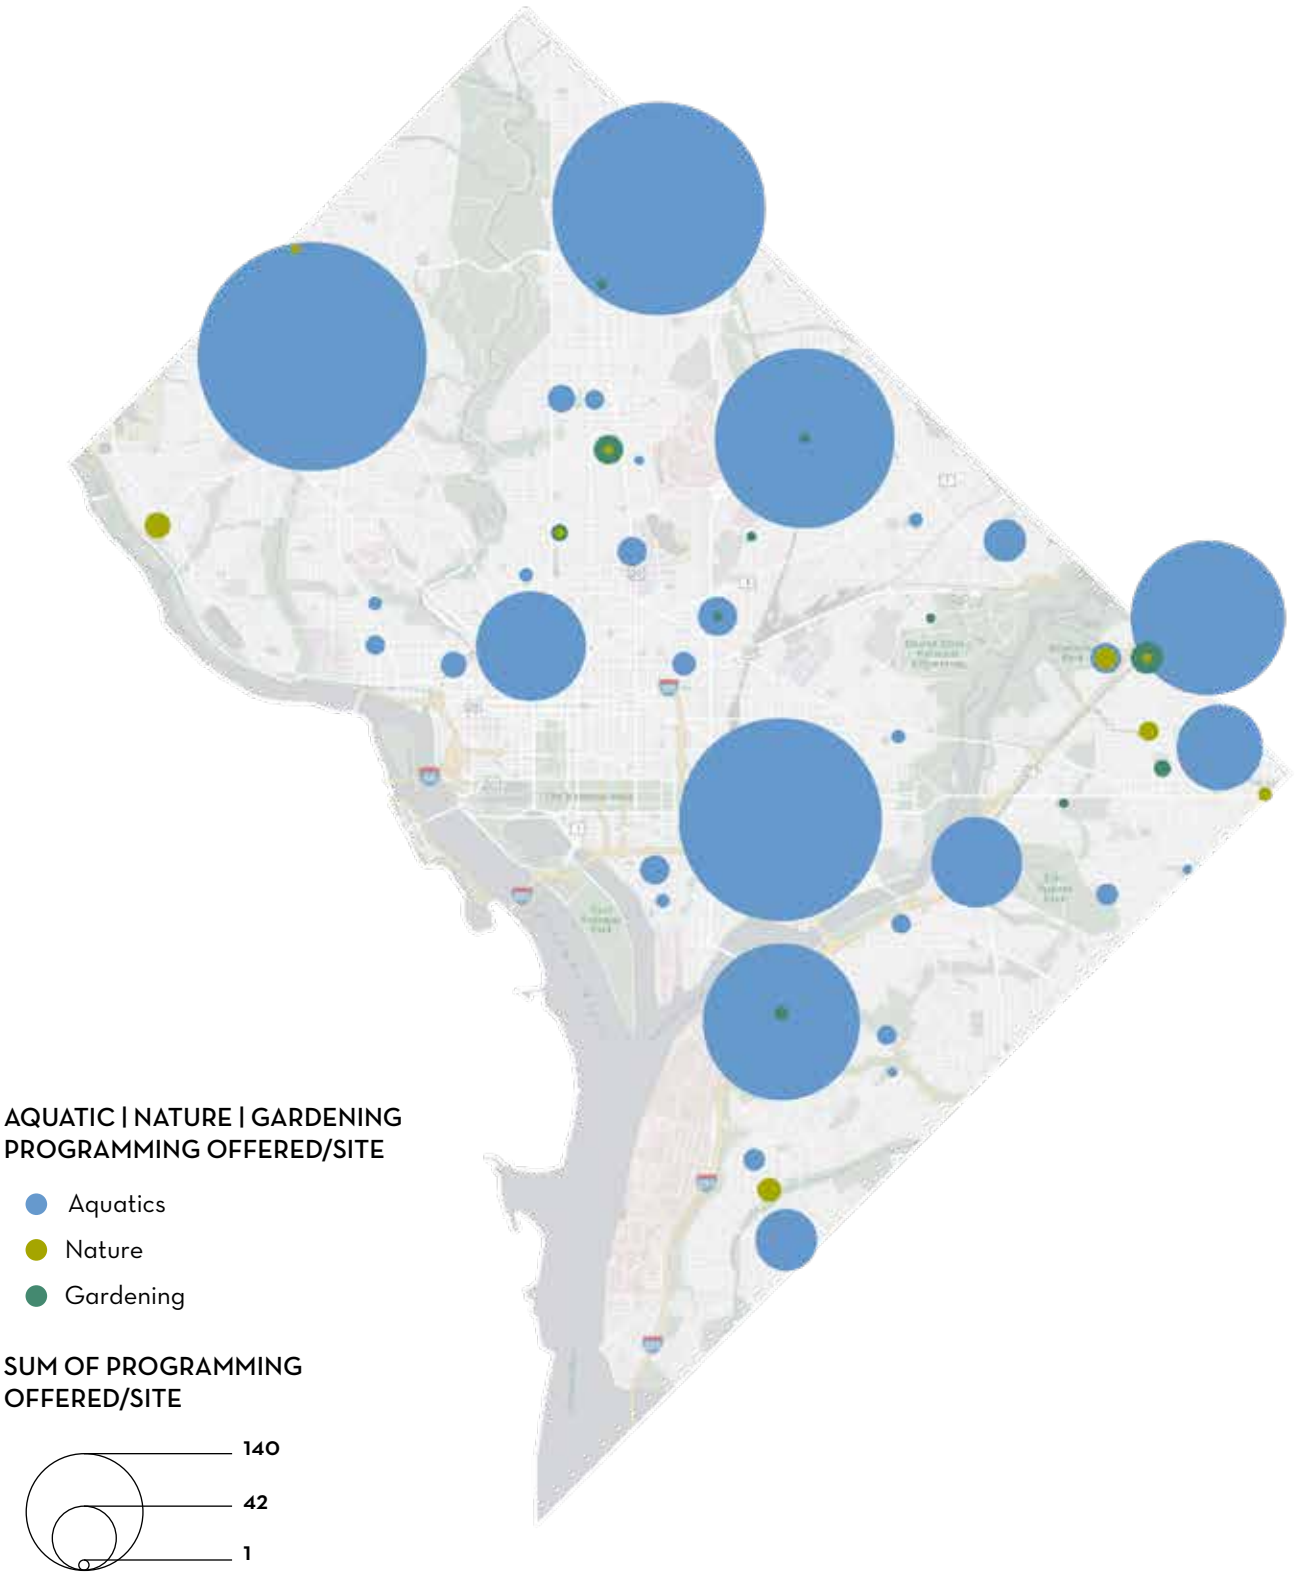 AQUATIC | NATURE | GARDENING
PROGRAMMING OFFERED/SITE
Aquatics
Nature
Gardening
SUM OF PROGRAMMING
OFFERED/SITE
140
42
1